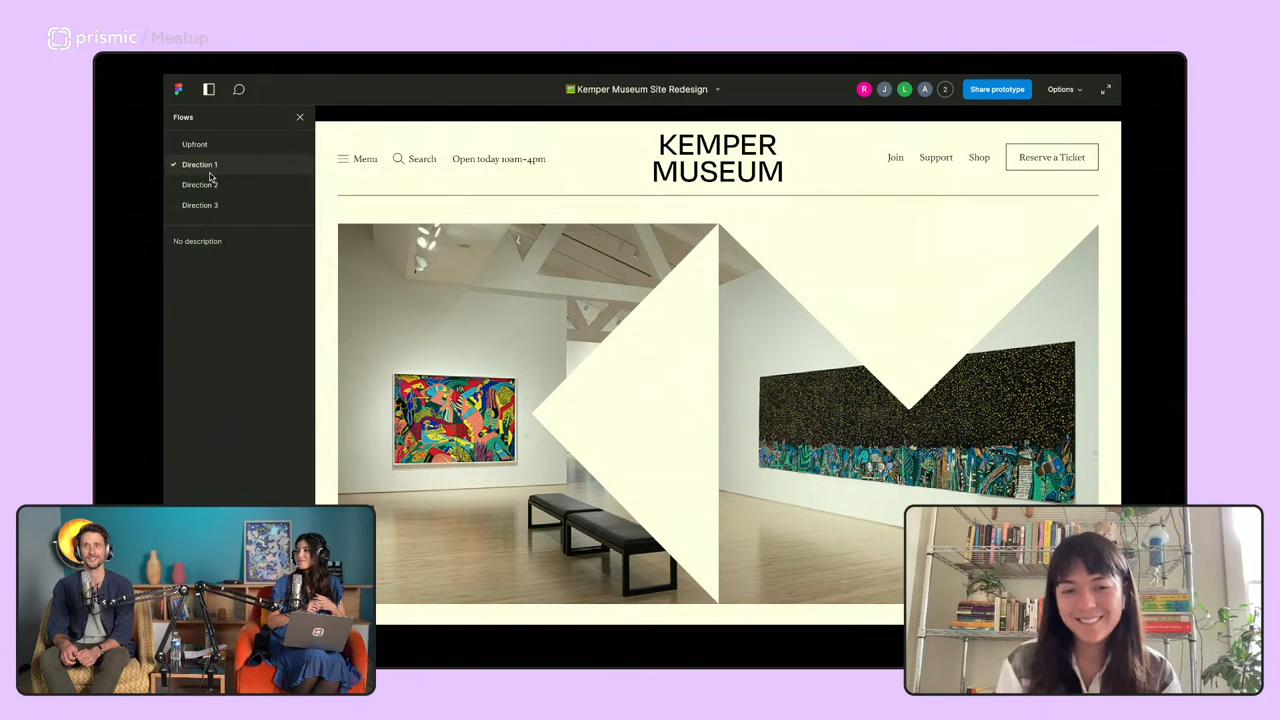 prismic / Meetup
Kemper Museum Site Redesign
R J L A 2
Share prototype
Options
Flows
Upfront
Direction 1
Direction 2
Direction 3
No description
Menu
Search
Open today 10am–4pm
KEMPER
MUSEUM
Join
Support
Shop
Reserve a Ticket